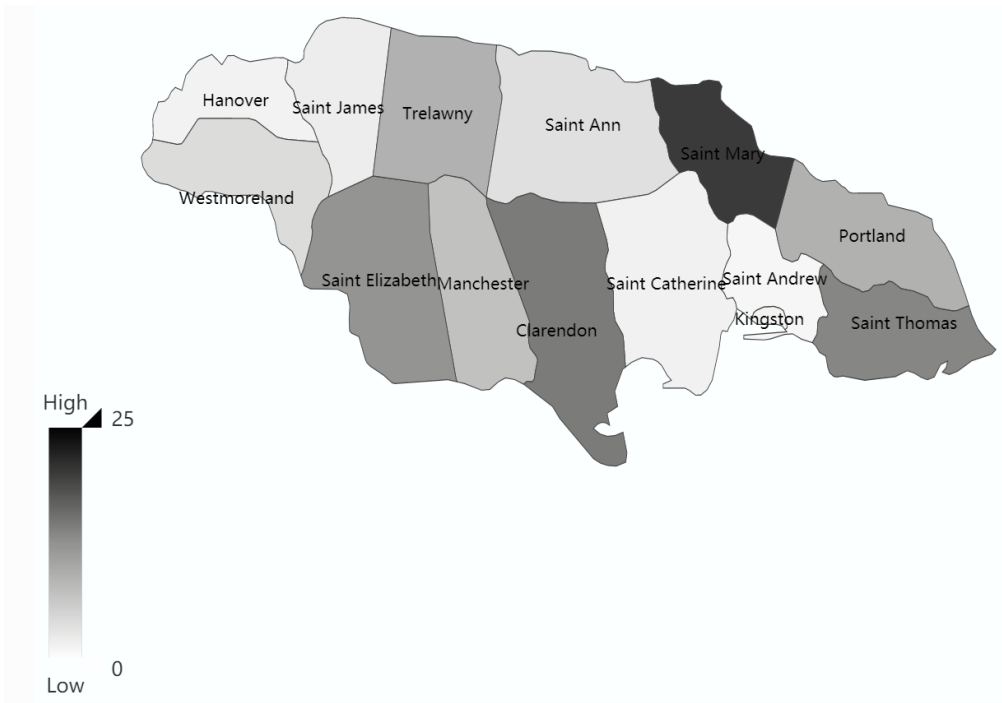 Hanover
Saint James
Trelawny
Saint Ann
Saint Mary
Westmoreland
Portland
Saint Elizabeth
Manchester
Saint Catherine
Saint Andrew
Kingston
Saint Thomas
Clarendon
High
25
0
Low